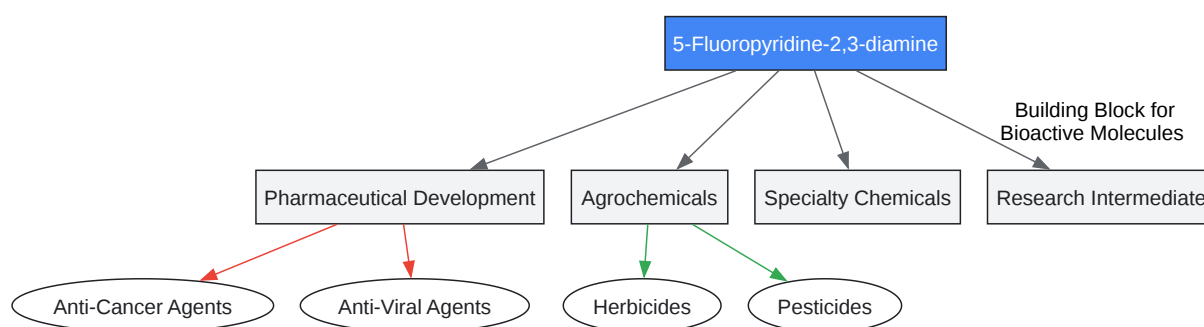 5-Fluoropyridine-2,3-diamine
Building Block for
Bioactive Molecules
Pharmaceutical Development
Agrochemicals
Specialty Chemicals
Research Intermediate
Anti-Cancer Agents
Anti-Viral Agents
Herbicides
Pesticides